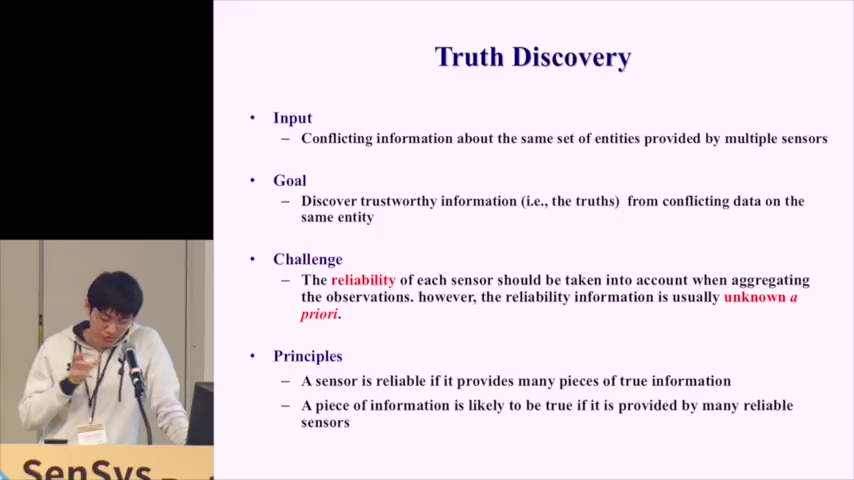 Truth Discovery
• Input
– Conflicting information about the same set of entities provided by multiple sensors
• Goal
– Discover trustworthy information (i.e., the truths) from conflicting data on the
same entity
• Challenge
– The reliability of each sensor should be taken into account when aggregating
the observations. however, the reliability information is usually unknown a
priori.
• Principles
– A sensor is reliable if it provides many pieces of true information
– A piece of information is likely to be true if it is provided by many reliable
sensors
SenSys